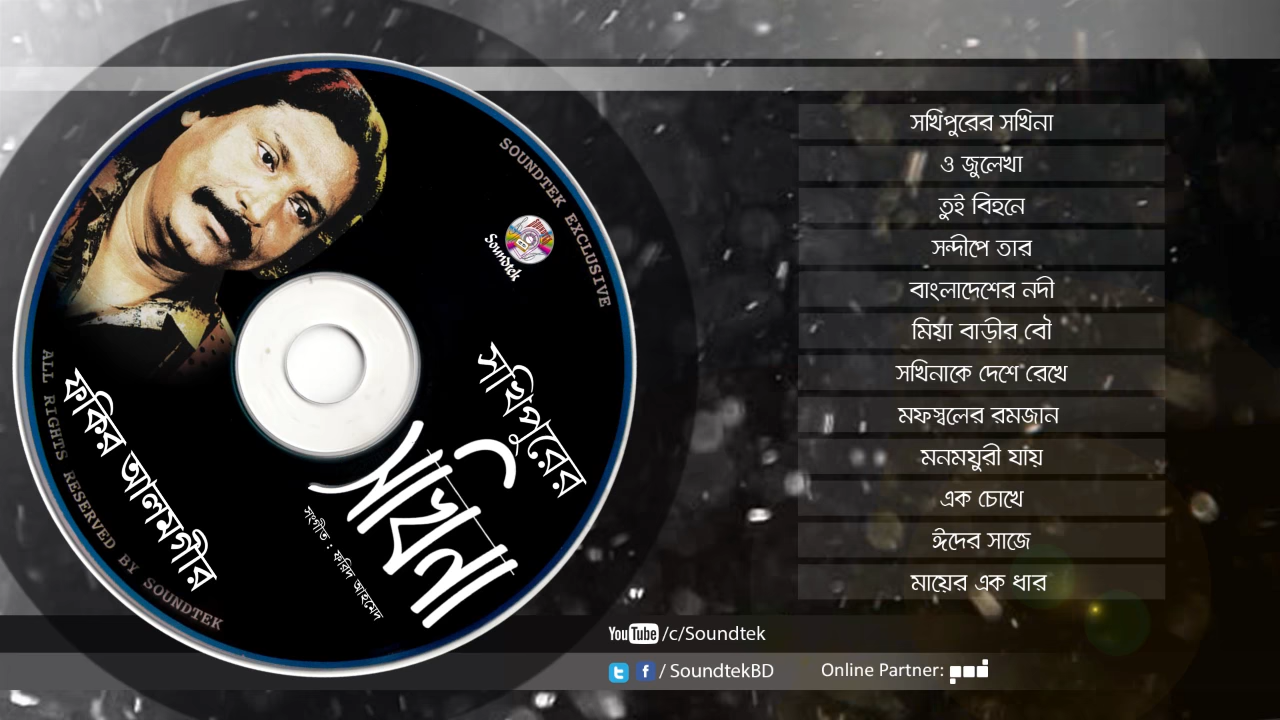 SOUNDTEK EXCLUSIVE
Soundtek
ALL RIGHTS RESERVED BY SOUNDTEK
ফকির আলমগীর
সখিপুরের
সখিনা
সংগীত : ফরিদ আহমেদ
সখিপুরের সখিনা
ও জুলেখা
তুই বিহনে
সন্দীপে তার
বাংলাদেশের নদী
মিয়া বাড়ীর বৌ
সখিনাকে দেশে রেখে
মফস্বলের রমজান
মনময়ুরী যায়
এক চোখে
ঈদের সাজে
মায়ের এক ধার
YouTube /c/Soundtek
/ SoundtekBD
Online Partner: